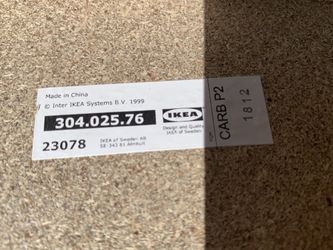 Made in China
© Inter IKEA Systems B.V. 1999
304.025.76
23078
IKEA of Sweden AB
SE-343 81 Älmhult
IKEA
Design and Quality
IKEA of Sweden
CARB P2
1812